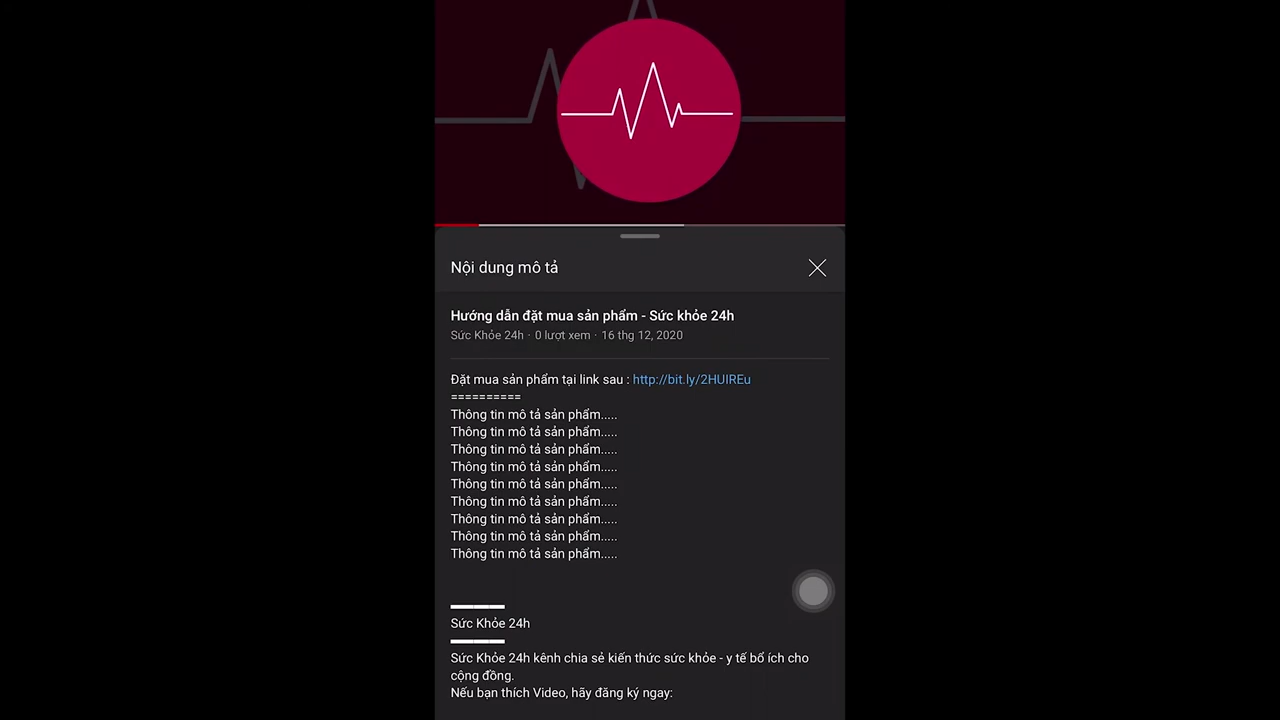 Nội dung mô tả
Hướng dẫn đặt mua sản phẩm - Sức khỏe 24h
Sức Khỏe 24h · 0 lượt xem · 16 thg 12, 2020
Đặt mua sản phẩm tại link sau : http://bit.ly/2HUIREu
==========
Thông tin mô tả sản phẩm.....
Thông tin mô tả sản phẩm.....
Thông tin mô tả sản phẩm.....
Thông tin mô tả sản phẩm.....
Thông tin mô tả sản phẩm.....
Thông tin mô tả sản phẩm.....
Thông tin mô tả sản phẩm.....
Thông tin mô tả sản phẩm.....
Thông tin mô tả sản phẩm.....
Sức Khỏe 24h
Sức Khỏe 24h kênh chia sẻ kiến thức sức khỏe - y tế bổ ích cho
cộng đồng.
Nếu bạn thích Video, hãy đăng ký ngay: